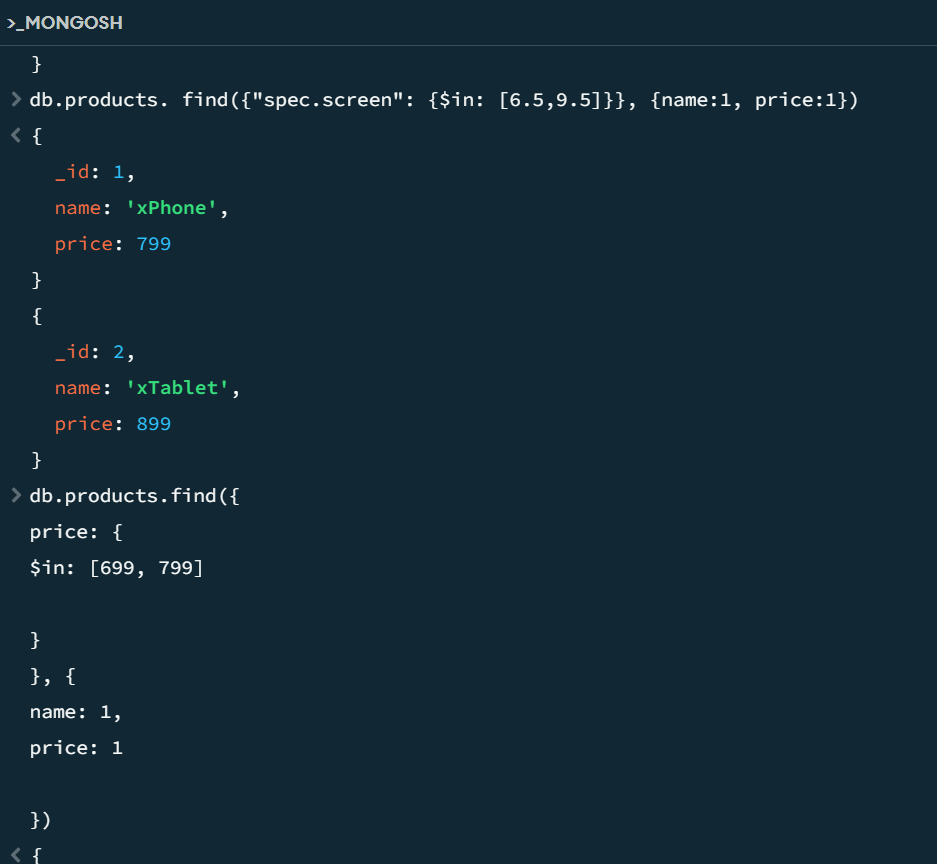 >_MONGOSH
}
> db.products. find({"spec.screen": {$in: [6.5,9.5]}}, {name:1, price:1})
< {
_id: 1,
name: 'xPhone',
price: 799
}
{
_id: 2,
name: 'xTablet',
price: 899
}
> db.products.find({
price: {
$in: [699, 799]
}
}, {
name: 1,
price: 1
})
< {